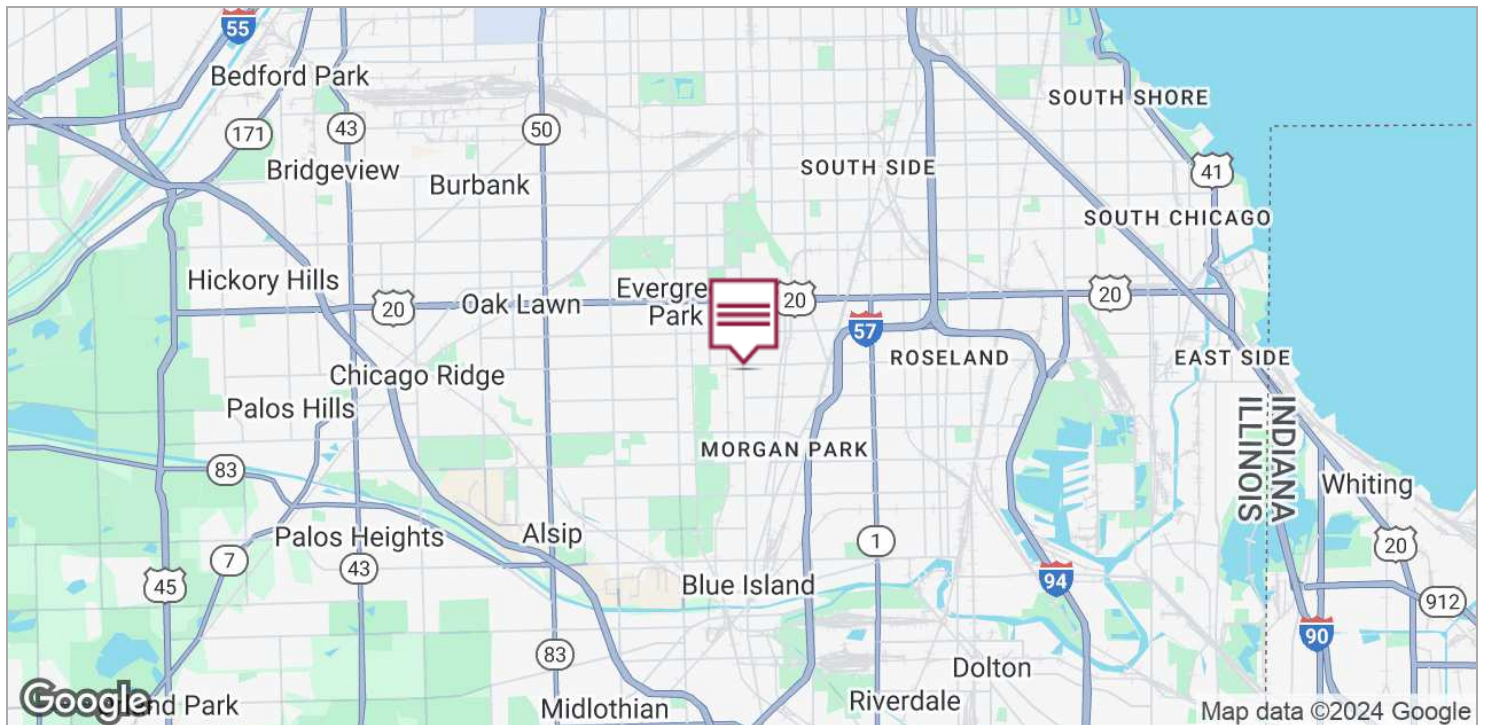 55
Bedford Park
SOUTH SHORE
171
43
50
Bridgeview
SOUTH SIDE
41
Burbank
SOUTH CHICAGO
Hickory Hills
Evergre
20
20
20
Oak Lawn
Park
57
ROSELAND
EAST SIDE
Chicago Ridge
Palos Hills
INDIANA
ILLINOIS
MORGAN PARK
83
Whiting
Alsip
Palos Heights
1
20
7
43
45
Blue Island
94
912
90
83
Dolton
Google
nd Park
Midlothian
Riverdale
Map data ©2024 Google